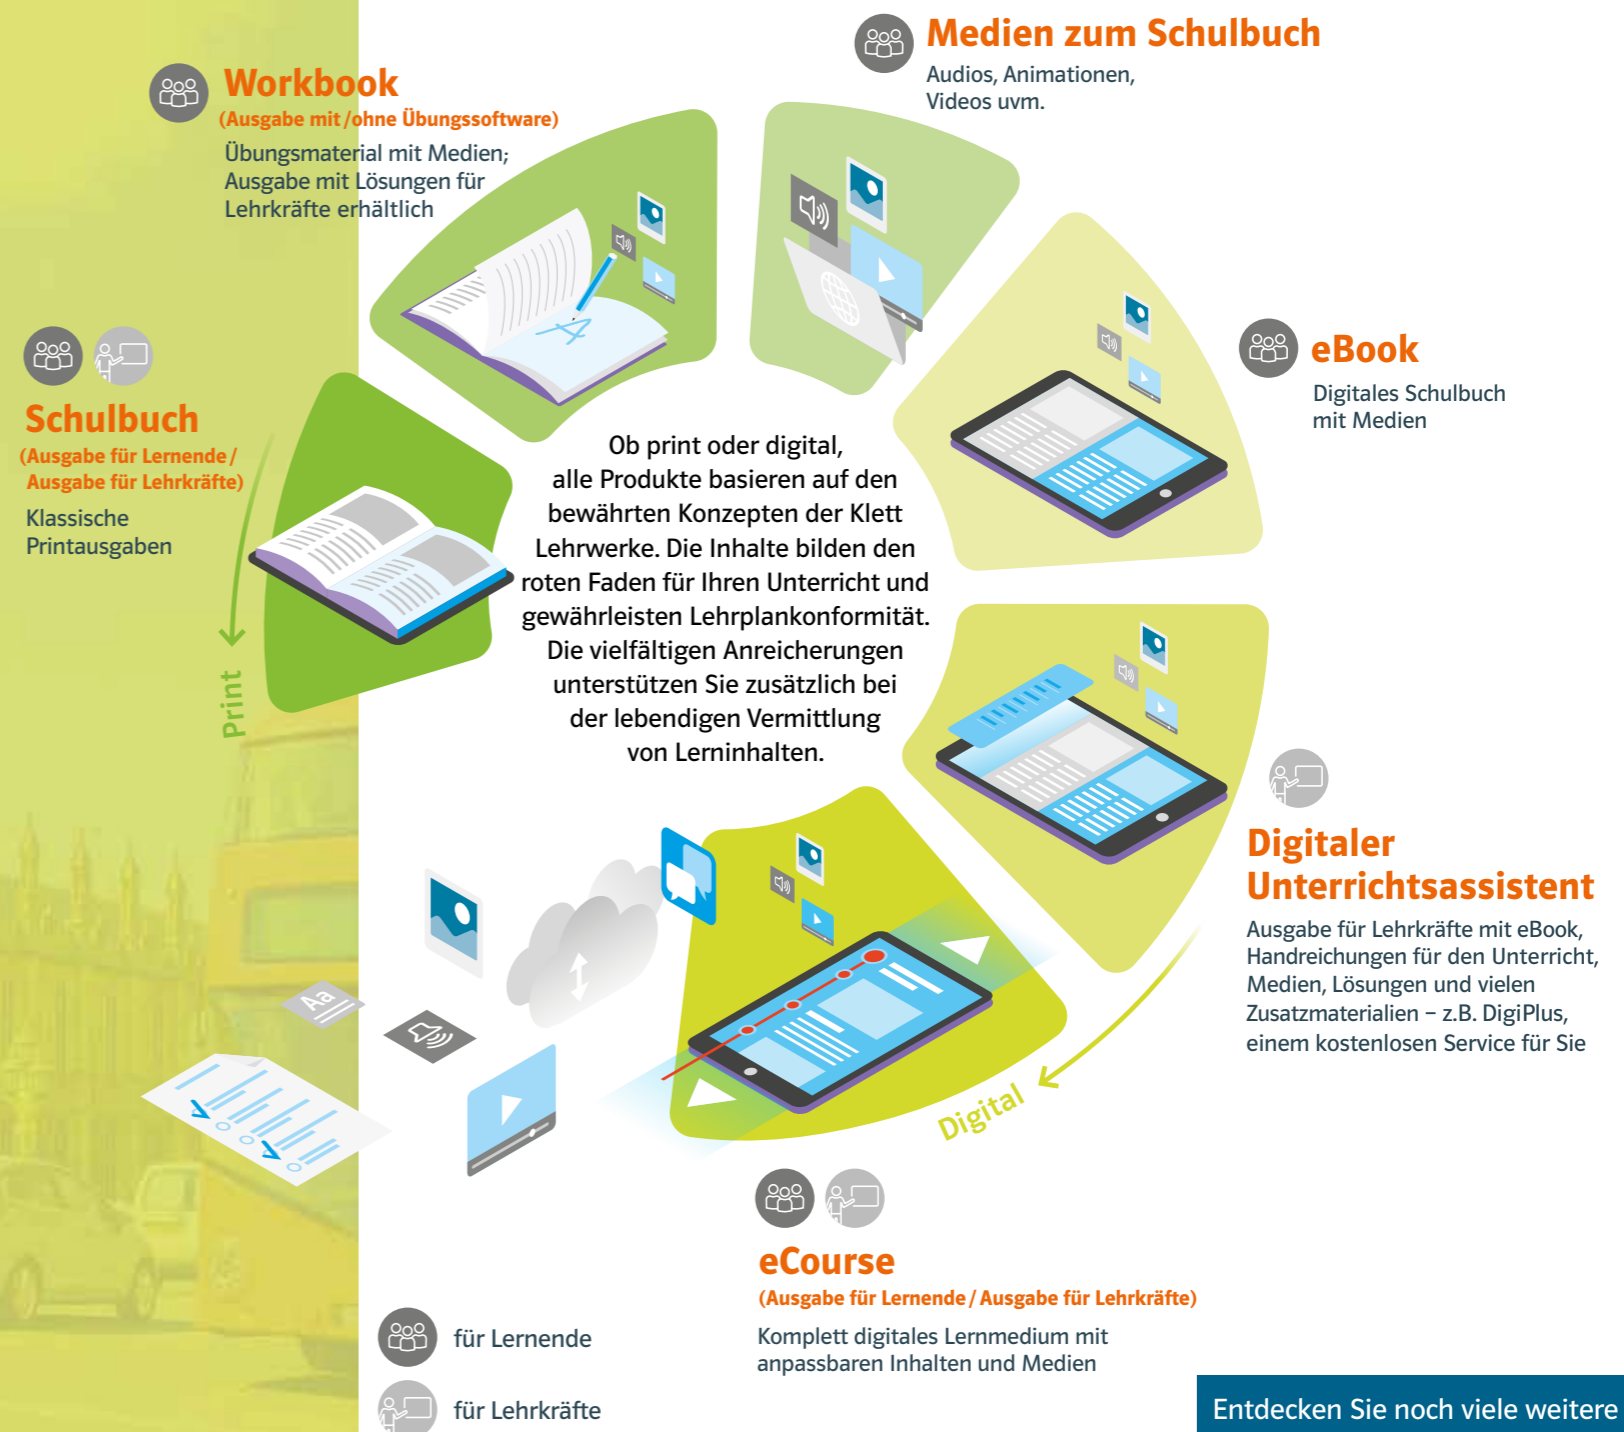 Medien zum Schulbuch
Audios, Animationen,
Videos uvm.
Workbook
(Ausgabe mit/ohne Übungssoftware)
Übungsmaterial mit Medien;
Ausgabe mit Lösungen für
Lehrkräfte erhältlich
Schulbuch
(Ausgabe für Lernende/
Ausgabe für Lehrkräfte)
Klassische
Printausgaben
Print
eBook
Digitales Schulbuch
mit Medien
Ob print oder digital,
alle Produkte basieren auf den
bewährten Konzepten der Klett
Lehrwerke. Die Inhalte bilden den
roten Faden für Ihren Unterricht und
gewährleisten Lehrplankonformität.
Die vielfältigen Anreicherungen
unterstützen Sie zusätzlich bei
der lebendigen Vermittlung
von Lerninhalten.
Digitaler
Unterrichtsassistent
Ausgabe für Lehrkräfte mit eBook,
Handreichungen für den Unterricht,
Medien, Lösungen und vielen
Zusatzmaterialien – z.B. DigiPlus,
einem kostenlosen Service für Sie
Aa
Digital
eCourse
(Ausgabe für Lernende/Ausgabe für Lehrkräfte)
Komplett digitales Lernmedium mit
anpassbaren Inhalten und Medien
für Lernende
für Lehrkräfte
Entdecken Sie noch viele weitere